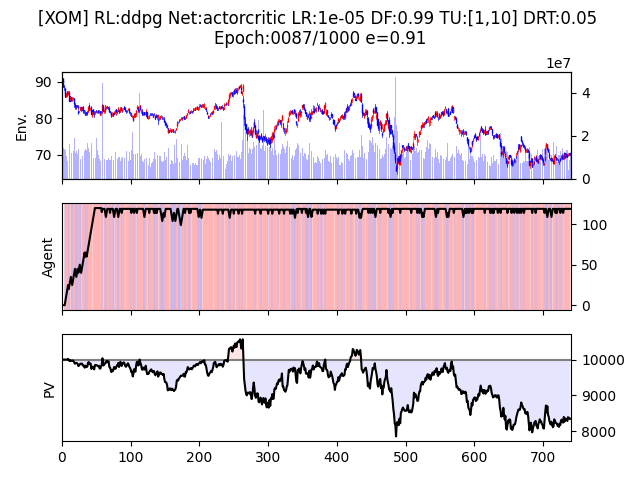 [XOM] RL:ddpg Net:actorcritic LR:1e-05 DF:0.99 TU:[1,10] DRT:0.05
Epoch:0087/1000 e=0.91
1e7
90
80
70
Env.
4
2
0
Agent
100
50
0
PV
10000
9000
8000
0 100 200 300 400 500 600 700